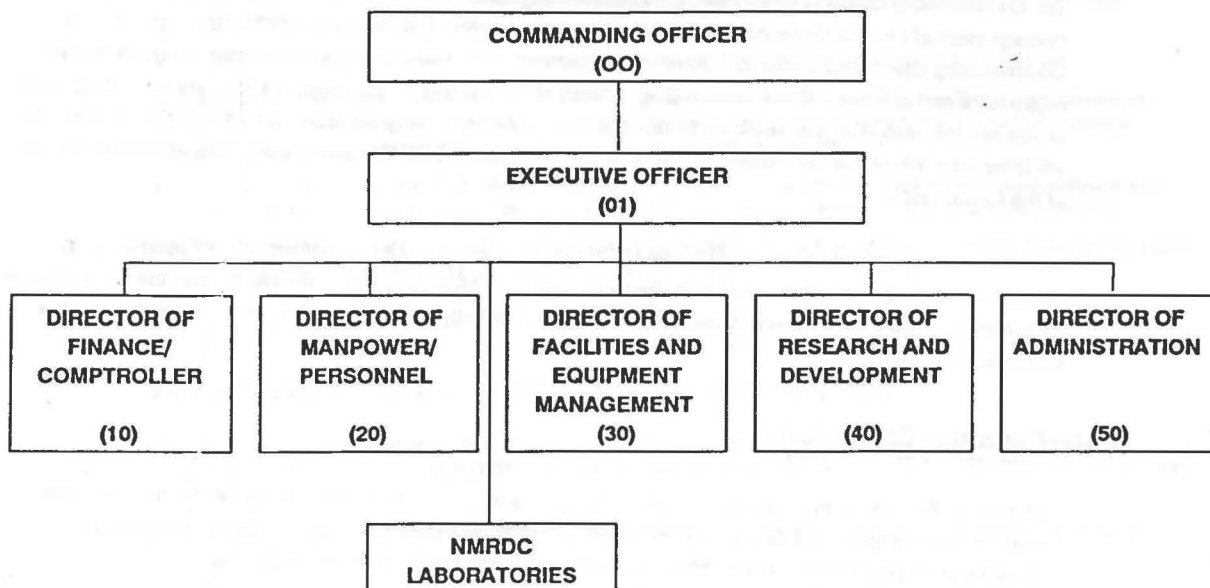 COMMANDING OFFICER
(OO)
EXECUTIVE OFFICER
(01)
DIRECTOR OF
FINANCE/
COMPTROLLER
(10)
DIRECTOR OF
MANPOWER/
PERSONNEL
(20)
DIRECTOR OF
FACILITIES AND
EQUIPMENT
MANAGEMENT
(30)
DIRECTOR OF
RESEARCH AND
DEVELOPMENT
(40)
DIRECTOR OF
ADMINISTRATION
(50)
NMRDC
LABORATORIES